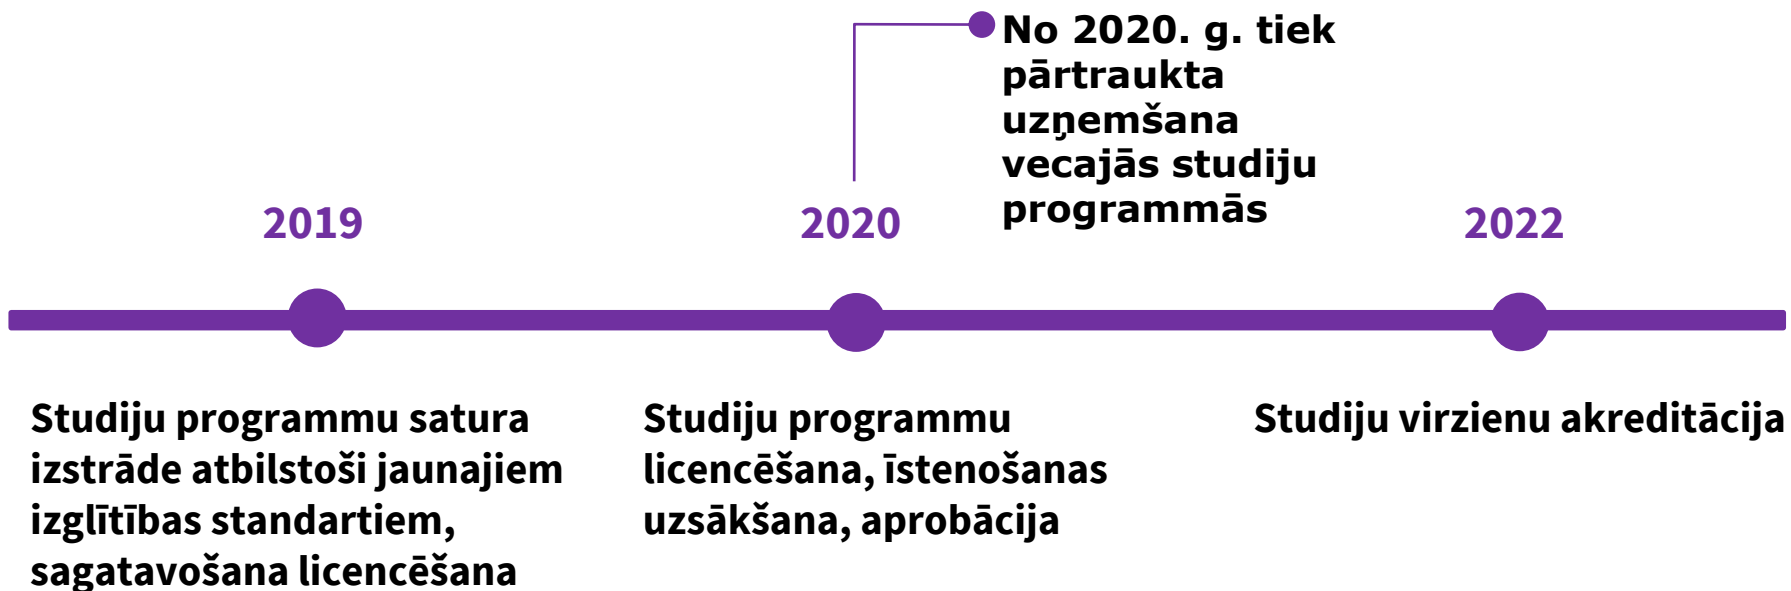 No 2020. g. tiek
pārtraukta
uzņemšana
vecajās studiju
programmās
2019
2020
2022
Studiju programmu satura
izstrāde atbilstoši jaunajiem
izglītības standartiem,
sagatavošana licencēšana
Studiju programmu
licencēšana, īstenošanas
uzsākšana, aprobācija
Studiju virzienu akreditācija